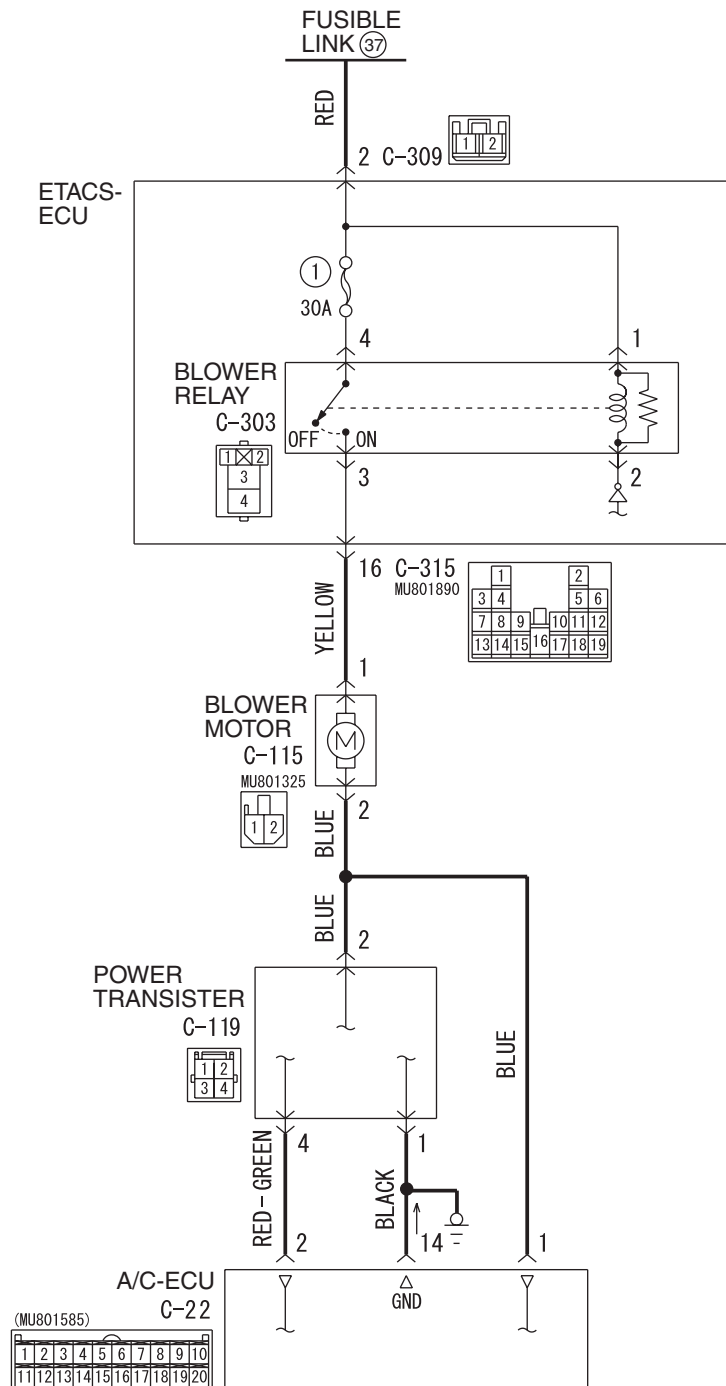 FUSIBLE
LINK 37
RED
2 C-309
1 2
ETACS-
ECU
1
30A
4
1
BLOWER
RELAY
C-303
OFF
ON
1 2
3
4
3
2
16 C-315
MU801890
1 2
3 4 5 6
7 8 9 10 11 12
13 14 15 16 17 18 19
YELLOW
1
BLOWER
MOTOR
C-115
M
MU801325
1 2
2
BLUE
BLUE
2
POWER
TRANSISTER
C-119
1 2
3 4
BLUE
4
1
RED-GREEN
BLACK
2
14
1
A/C-ECU
C-22
GND
(MU801585)
1 2 3 4 5 6 7 8 9 10
11 12 13 14 15 16 17 18 19 20